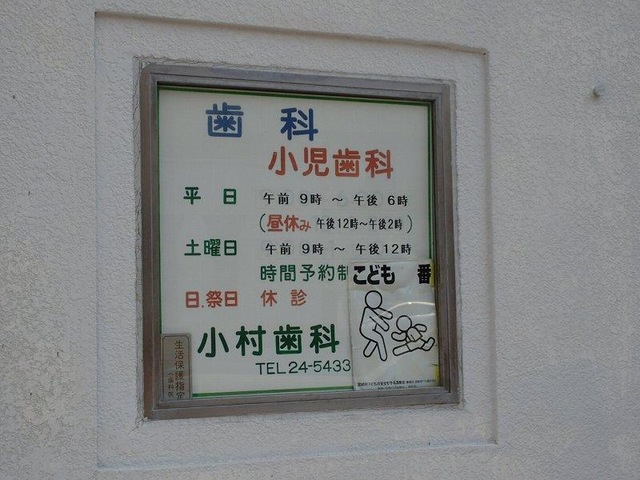 歯 科
小児歯科
平 日 午前 9時 〜 午後 6時
(昼休み 午後12時〜午後2時)
土曜日 午前 9時 〜 午後12時
時間予約制
日.祭日 休 診
小村歯科
TEL 24-5433
こども 番
生活保護指定